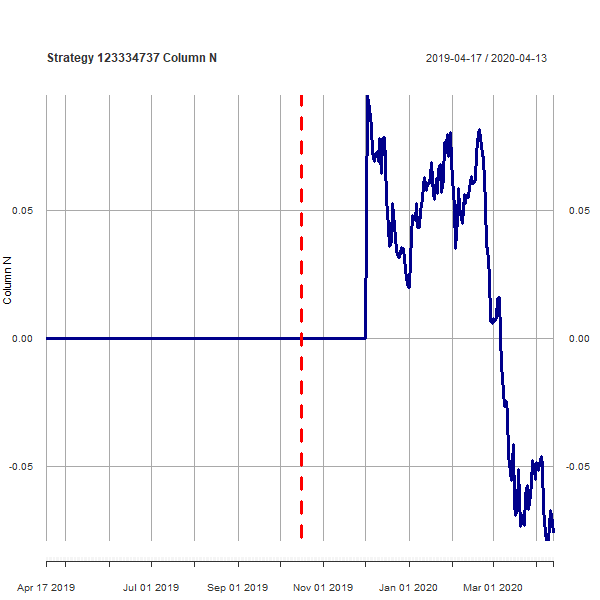 Strategy 123334737 Column N
2019-04-17 / 2020-04-13
Column N
0.05
0.00
-0.05
0.05
0.00
-0.05
Apr 17 2019
Jul 01 2019
Sep 01 2019
Nov 01 2019
Jan 01 2020
Mar 01 2020